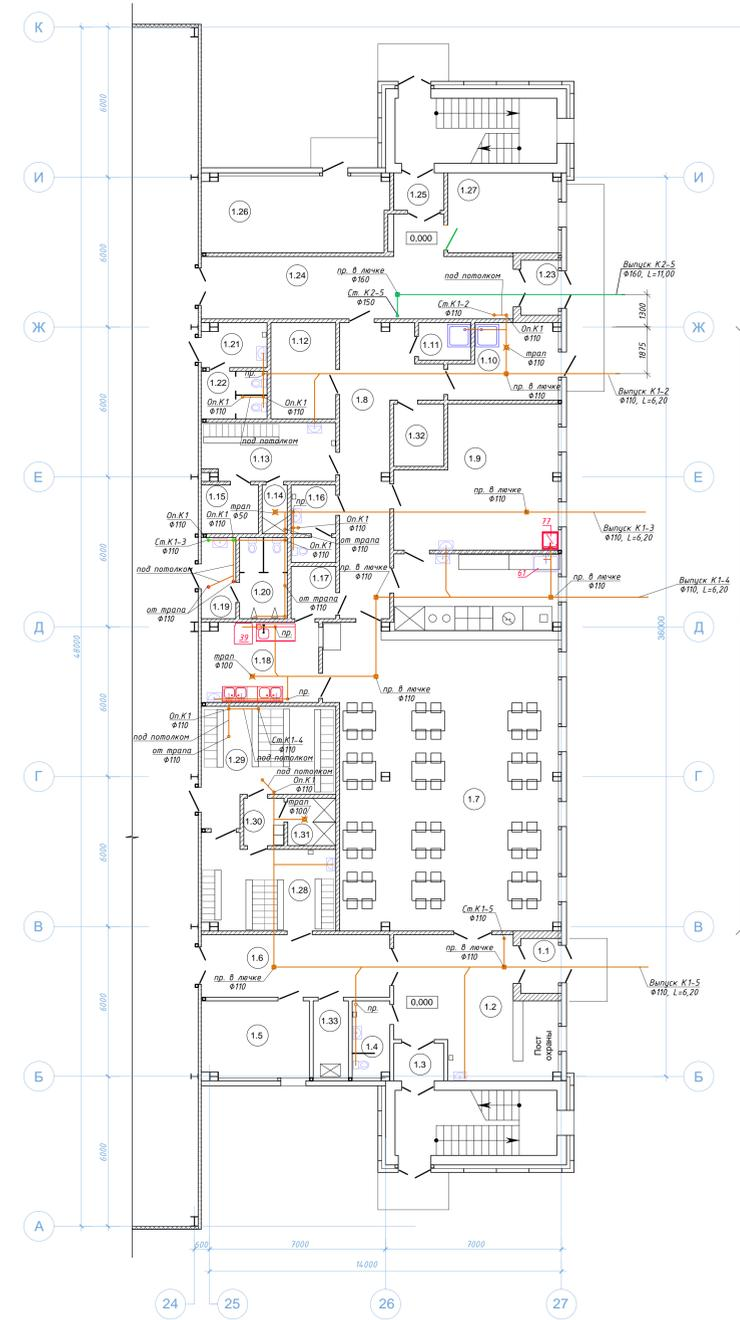 К
6000
И
И
1.25
1.27
1.26
0,000
6000
1.24
пр. в лючке
Ф160
под потолком
1.23
Выпуск К2-5
Ф160, L=11,00
Ст. К2-5
Ф150
Ст.К1-2
Ф110
1300
Ж
Ж
1.21
1.12
1.11
1.10
Оп.К1
Ф110
трап
Ф110
1875
1.22
пр.
пр. в лючке
Ф110
Выпуск К1-2
Ф110, L=6,20
6000
Оп.К1
Ф110
Оп.К1
Ф110
1.8
под потолком
1.32
1.9
1.13
Е
Е
1.15
1.14
1.16
трап
Ф50
пр.
пр. в лючке
Ф110
Оп.К1
Ф110
Оп.К1
Ф110
Оп.К1
Ф110
Выпуск К1-3
Ф110, L=6,20
77
Ст.К1-3
Ф110
Оп.К1
Ф110
от трапа
Ф110
6000
под потолком
1.17
пр. в лючке
Ф110
61
пр. в лючке
Ф110
Выпуск К1-4
Ф110, L=6,20
1.20
от трапа
Ф110
от трапа
Ф110
1.19
Д
Д
48000
36000
39
пр.
трап
Ф100
1.18
пр.
пр. в лючке
Ф110
6000
Оп.К1
Ф110
под потолком
от трапа
Ф110
Ст.К1-4
Ф110
под потолком
1.29
под потолком
Оп.К1
Ф110
Г
Г
1.7
трап
Ф100
1.30
1.31
6000
1.28
Ст.К1-5
Ф110
В
В
1.6
пр. в лючке
Ф110
пр. в лючке
Ф110
1.1
Выпуск К1-5
Ф110, L=6,20
0,000
1.2
6000
пр.
1.33
1.5
1.4
1.3
Пост
охраны
Б
Б
6000
А
600
7000
7000
14000
24
25
26
27